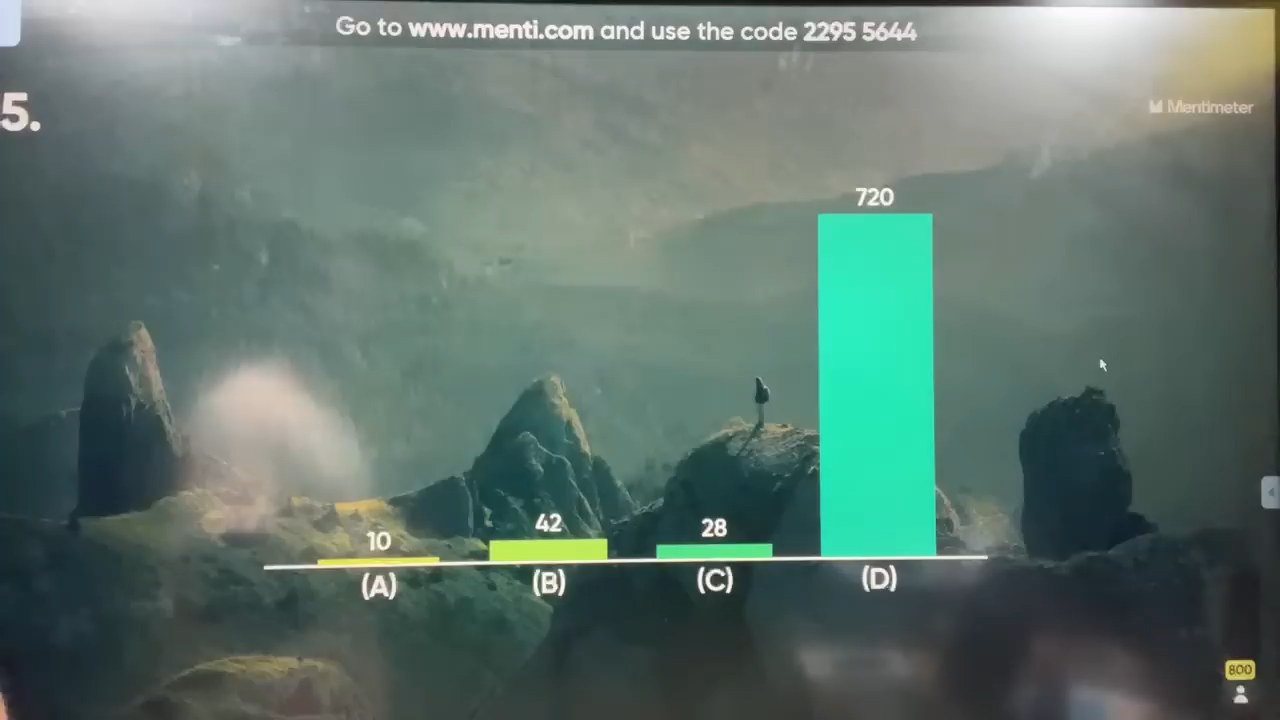 Go to www.menti.com and use the code 2295 5644
5.
Mentimeter
720
10
42
28
(A)
(B)
(C)
(D)
800